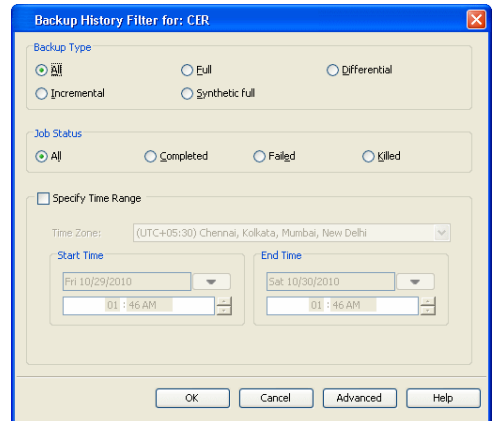 Backup History Filter for: CER
Backup Type
All Full Differential
Incremental Synthetic full
Job Status
All Completed Failed Killed
Specify Time Range
Time Zone: (UTC+05:30) Chennai, Kolkata, Mumbai, New Delhi
Start Time End Time
Fri 10/29/2010 Sat 10/30/2010
01 : 46 AM 01 : 46 AM
OK Cancel Advanced Help